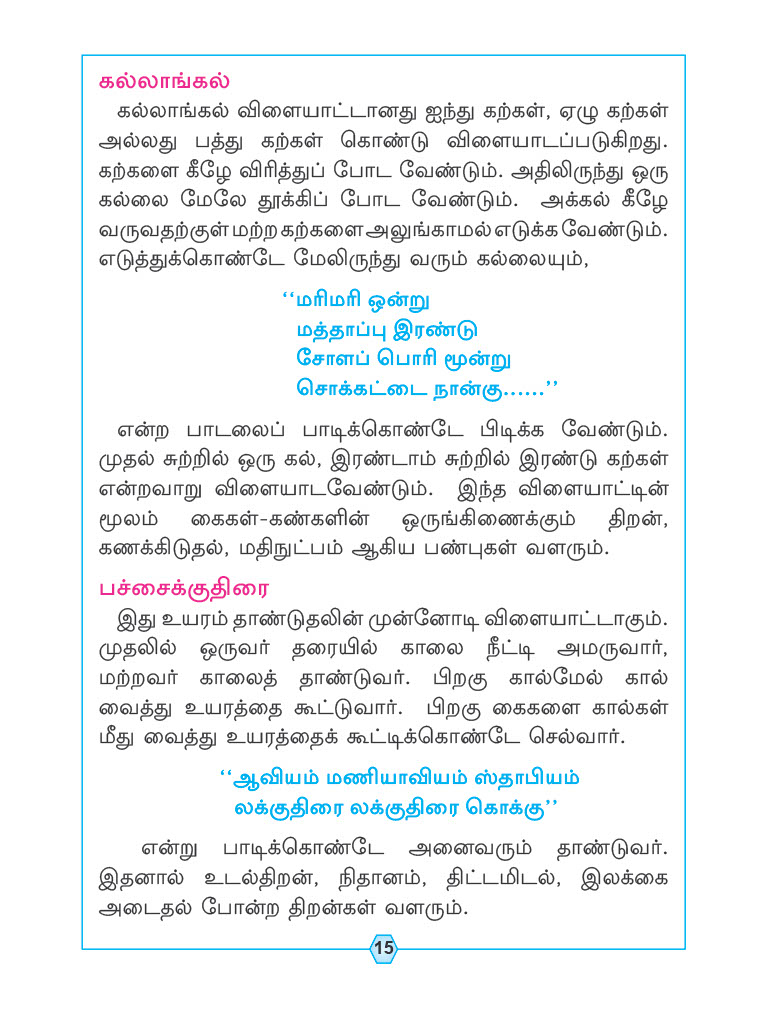 கல்லாங்கல்
கல்லாங்கல் விளையாட்டானது ஐந்து கற்கள், ஏழு கற்கள்
அல்லது பத்து கற்கள் கொண்டு விளையாடப்படுகிறது.
கற்களை கீழே விரித்துப் போட வேண்டும். அதிலிருந்து ஒரு
கல்லை மேலே தூக்கிப் போட வேண்டும். அக்கல் கீழே
வருவதற்குள் மற்ற கற்களை அலுங்காமல் எடுக்க வேண்டும்.
எடுத்துக்கொண்டே மேலிருந்து வரும் கல்லையும்,
‘‘மரிமரி ஒன்று
மத்தாப்பு இரண்டு
சோளப் பொரி மூன்று
சொக்கட்டை நான்கு......’’
என்ற பாடலைப் பாடிக்கொண்டே பிடிக்க வேண்டும்.
முதல் சுற்றில் ஒரு கல், இரண்டாம் சுற்றில் இரண்டு கற்கள்
என்றவாறு விளையாடவேண்டும். இந்த விளையாட்டின்
மூலம் கைகள்-கண்களின் ஒருங்கிணைக்கும் திறன்,
கணக்கிடுதல், மதிநுட்பம் ஆகிய பண்புகள் வளரும்.
பச்சைக்குதிரை
இது உயரம் தாண்டுதலின் முன்னோடி விளையாட்டாகும்.
முதலில் ஒருவர் தரையில் காலை நீட்டி அமருவார்,
மற்றவர் காலைத் தாண்டுவர். பிறகு கால்மேல் கால்
வைத்து உயரத்தை கூட்டுவார். பிறகு கைகளை கால்கள்
மீது வைத்து உயரத்தைக் கூட்டிக்கொண்டே செல்வார்.
‘‘ஆவியம் மணியாவியம் ஸ்தாபியம்
லக்குதிரை லக்குதிரை கொக்கு’’
என்று பாடிக்கொண்டே அனைவரும் தாண்டுவர்.
இதனால் உடல்திறன், நிதானம், திட்டமிடல், இலக்கை
அடைதல் போன்ற திறன்கள் வளரும்.
15